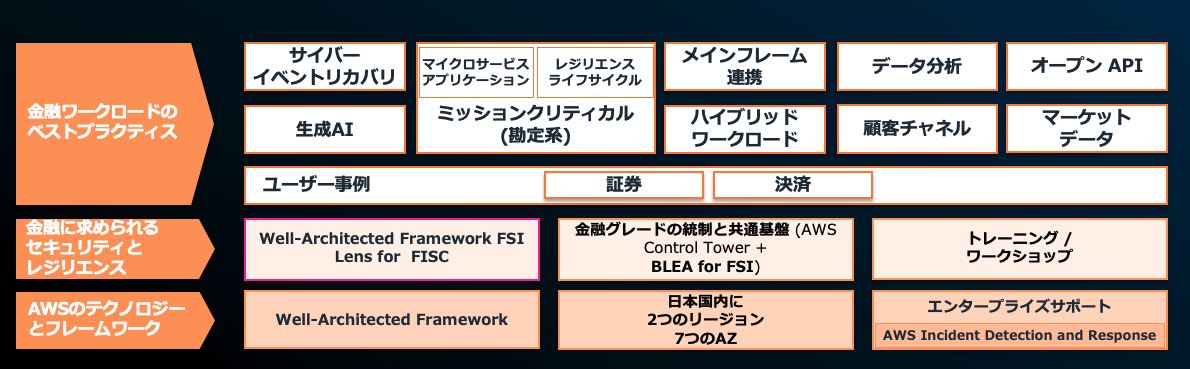 金融ワークロードの
ベストプラクティス
サイバー
イベントリカバリ
マイクロサービス
アプリケーション
レジリエンス
ライフサイクル
ミッションクリティカル
(勘定系)
メインフレーム
連携
データ分析
オープン API
生成AI
ハイブリッド
ワークロード
顧客チャネル
マーケット
データ
ユーザー事例
証券
決済
金融に求められる
セキュリティと
レジリエンス
Well-Architected Framework FSI
Lens for FISC
金融グレードの統制と共通基盤 (AWS
Control Tower +
BLEA for FSI)
トレーニング /
ワークショップ
AWSのテクノロジー
とフレームワーク
Well-Architected Framework
日本国内に
2つのリージョン
7つのAZ
エンタープライズサポート
AWS Incident Detection and Response